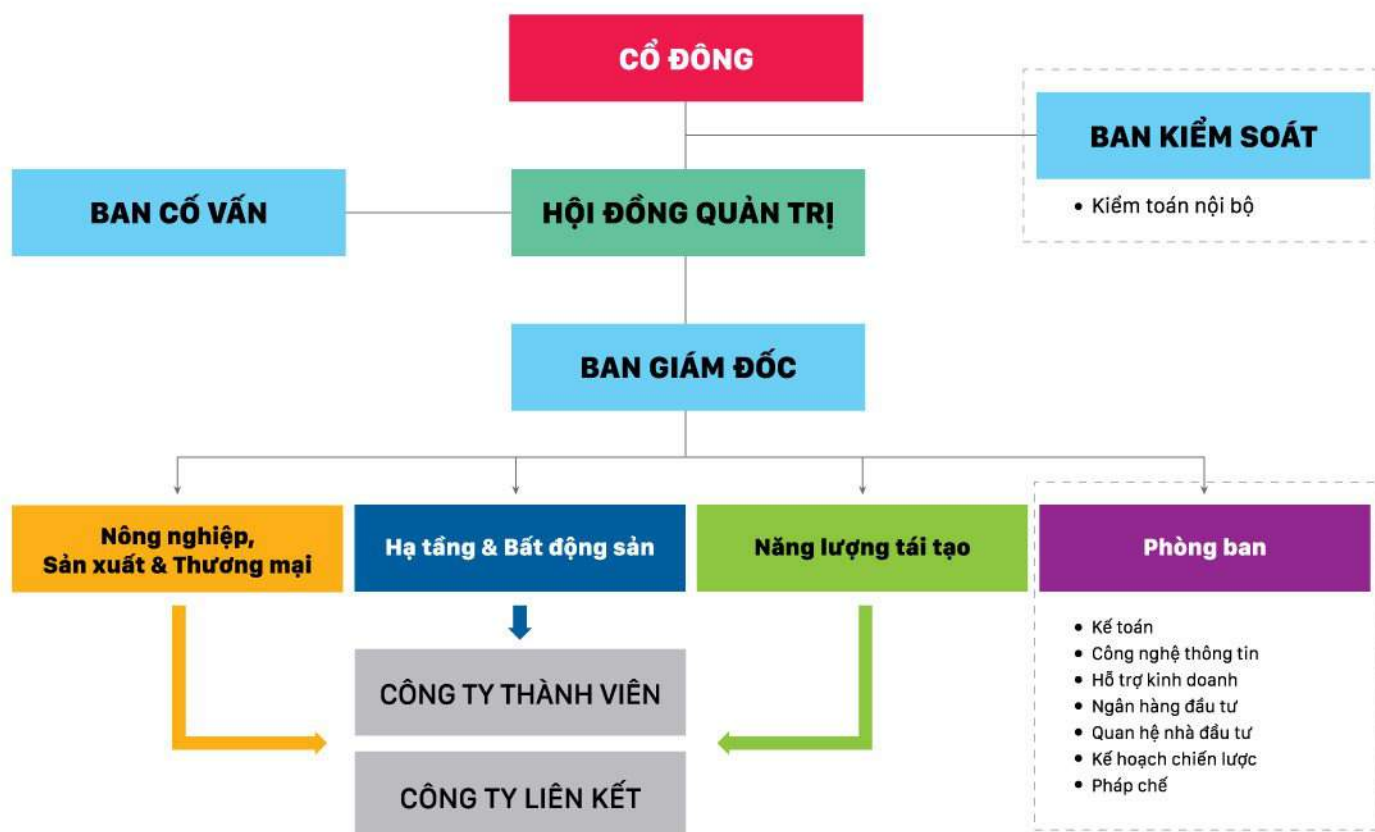 CỔ ĐÔNG
BAN KIỂM SOÁT
• Kiểm toán nội bộ
BAN CỐ VẤN
HỘI ĐỒNG QUẢN TRỊ
BAN GIÁM ĐỐC
Nông nghiệp,
Sản xuất & Thương mại
Hạ tầng & Bất động sản
Năng lượng tái tạo
Phòng ban
• Kế toán
• Công nghệ thông tin
• Hỗ trợ kinh doanh
• Ngân hàng đầu tư
• Quan hệ nhà đầu tư
• Kế hoạch chiến lược
• Pháp chế
CÔNG TY THÀNH VIÊN
CÔNG TY LIÊN KẾT